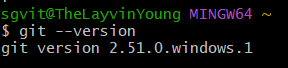 sgvit@TheLayvinYoung MINGW64 ~
$ git --version
git version 2.51.0.windows.1